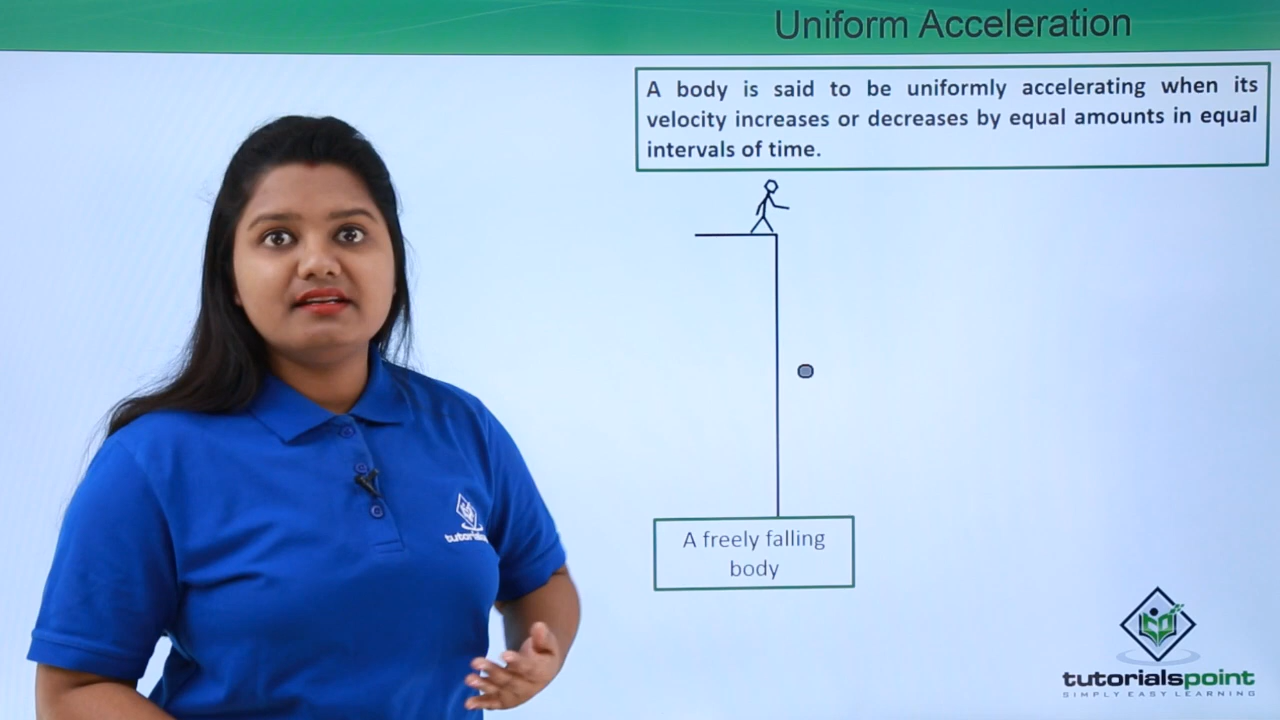 Uniform Acceleration
A body is said to be uniformly accelerating when its
velocity increases or decreases by equal amounts in equal
intervals of time.
A freely falling
body
tutorialspoint
SIMPLY EASY LEARNING